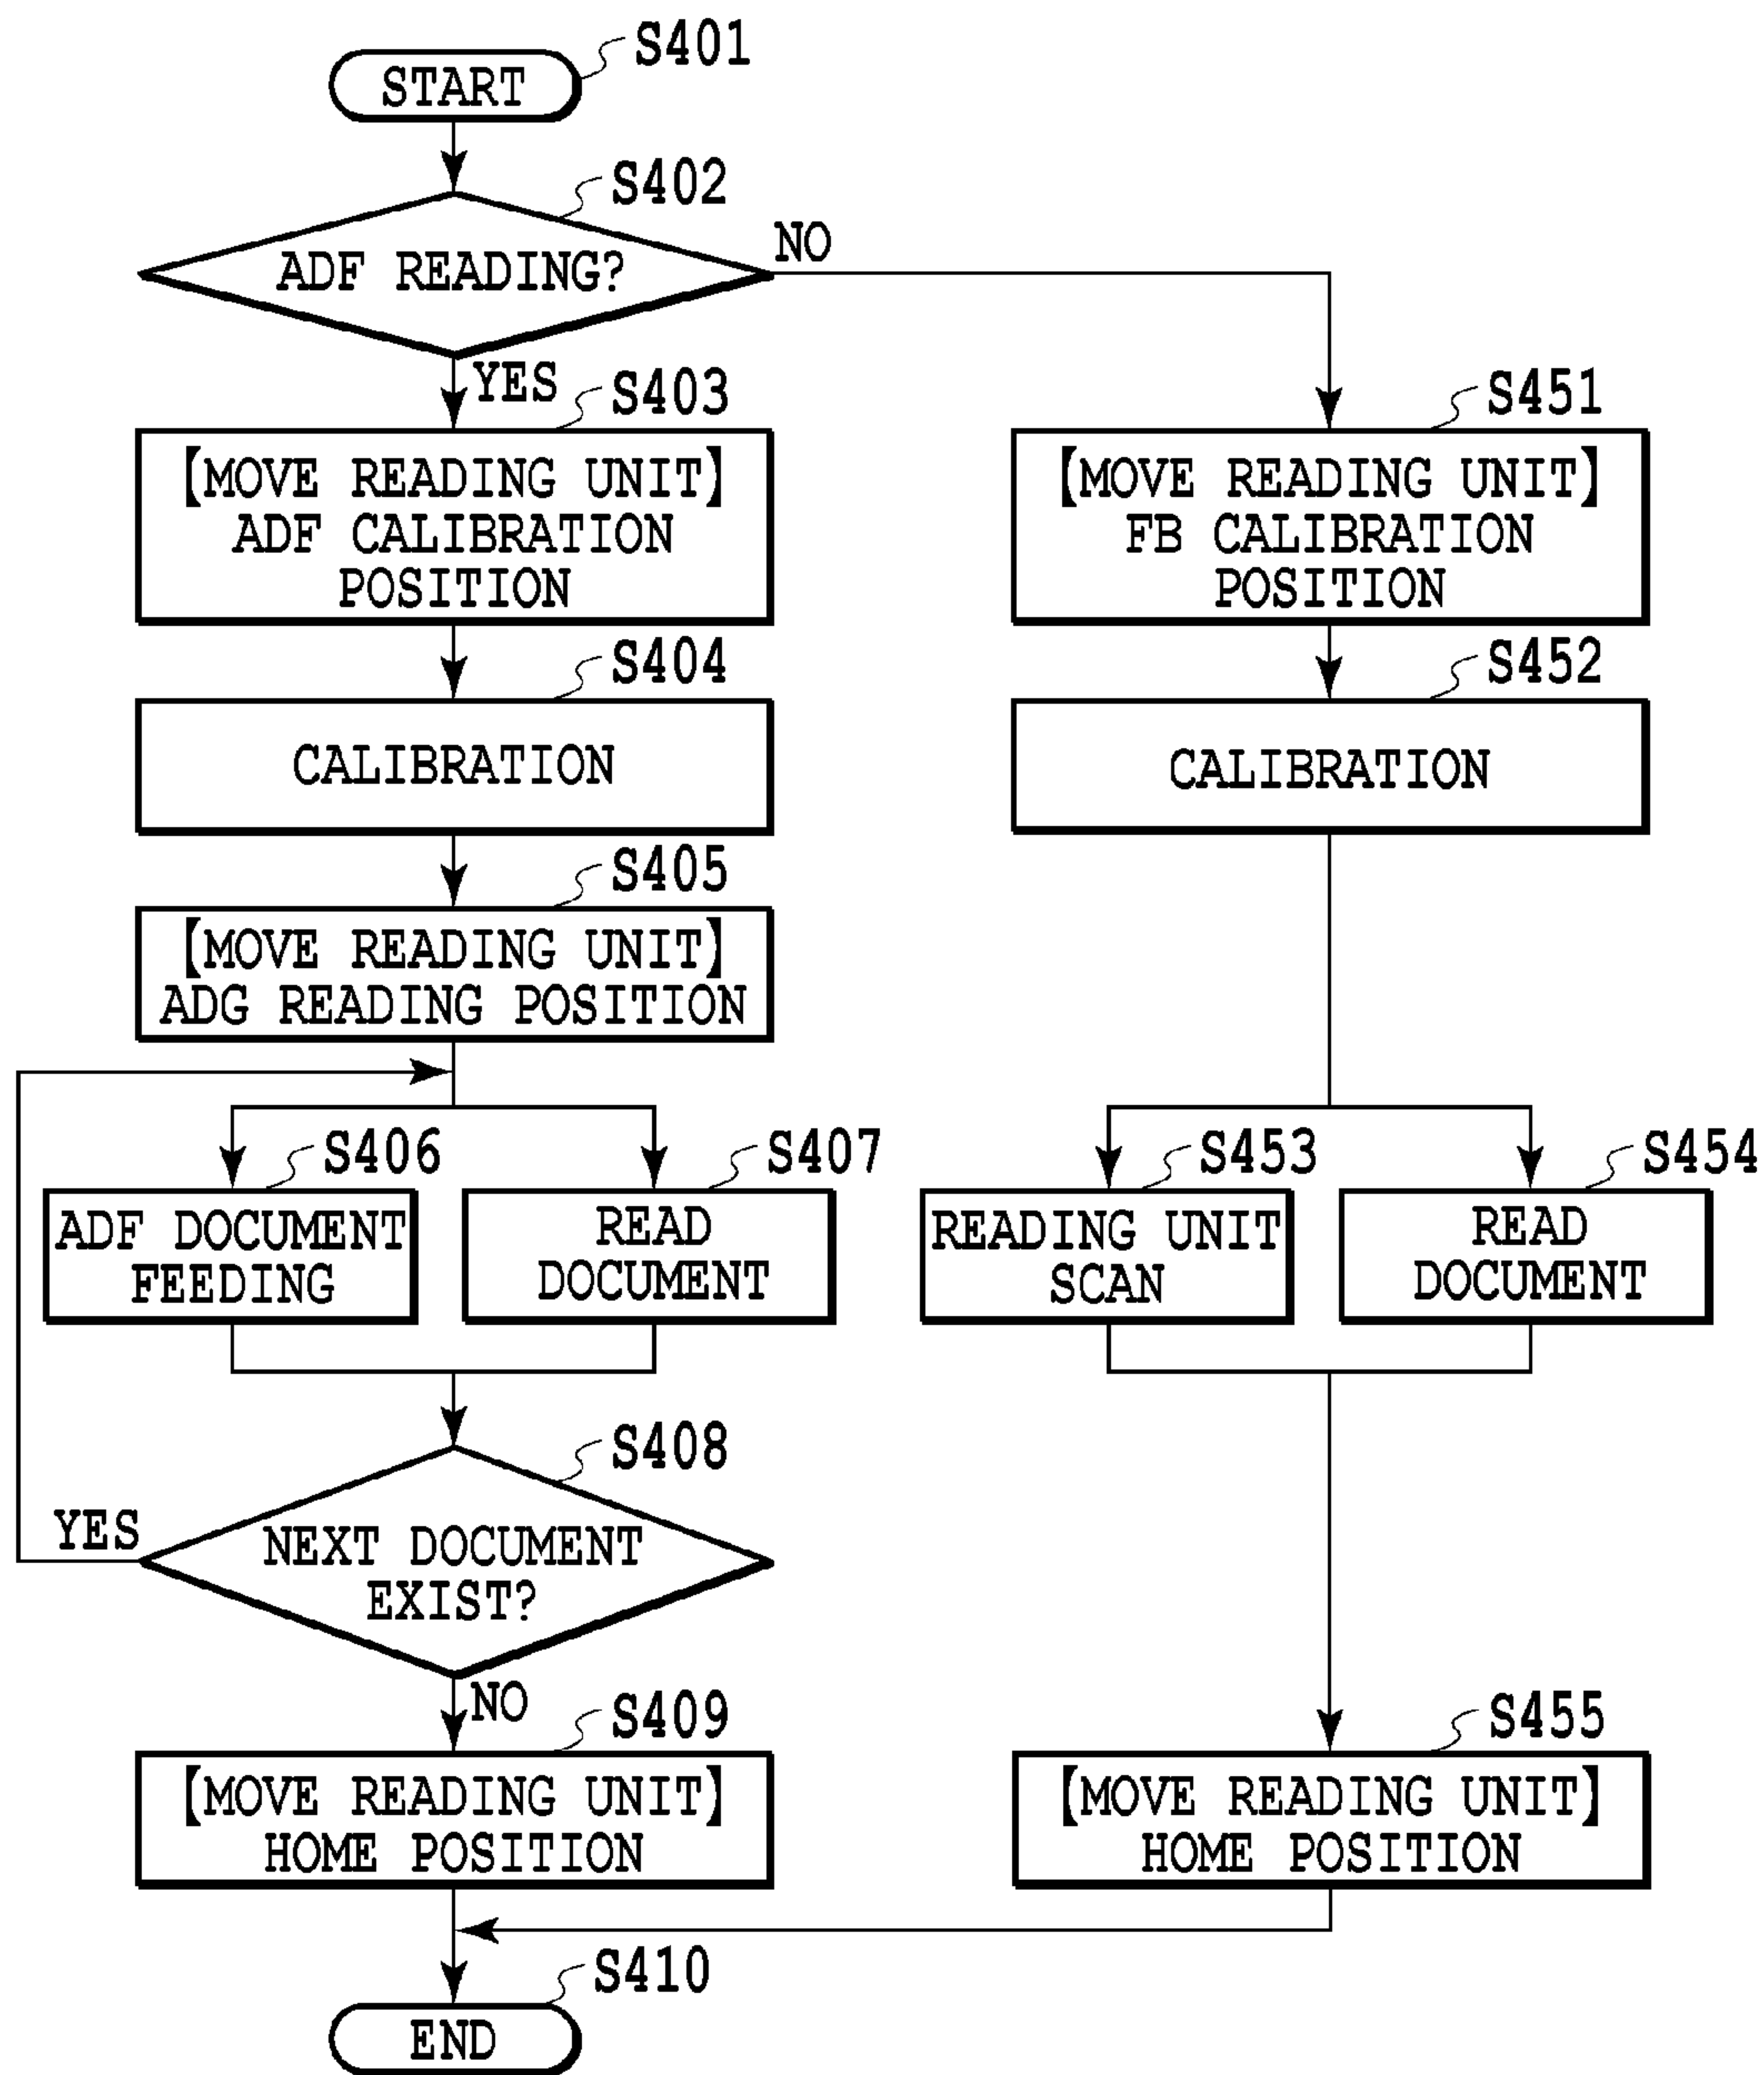 S401
START
S402
ADF READING?
NO
YES
S403
【MOVE READING UNIT】
ADF CALIBRATION
POSITION
S451
【MOVE READING UNIT】
FB CALIBRATION
POSITION
S404
CALIBRATION
S452
CALIBRATION
S405
【MOVE READING UNIT】
ADG READING POSITION
S406
ADF DOCUMENT
FEEDING
S407
READ
DOCUMENT
S453
READING UNIT
SCAN
S454
READ
DOCUMENT
S408
YES
NEXT DOCUMENT
EXIST?
NO
S409
【MOVE READING UNIT】
HOME POSITION
S455
【MOVE READING UNIT】
HOME POSITION
S410
END